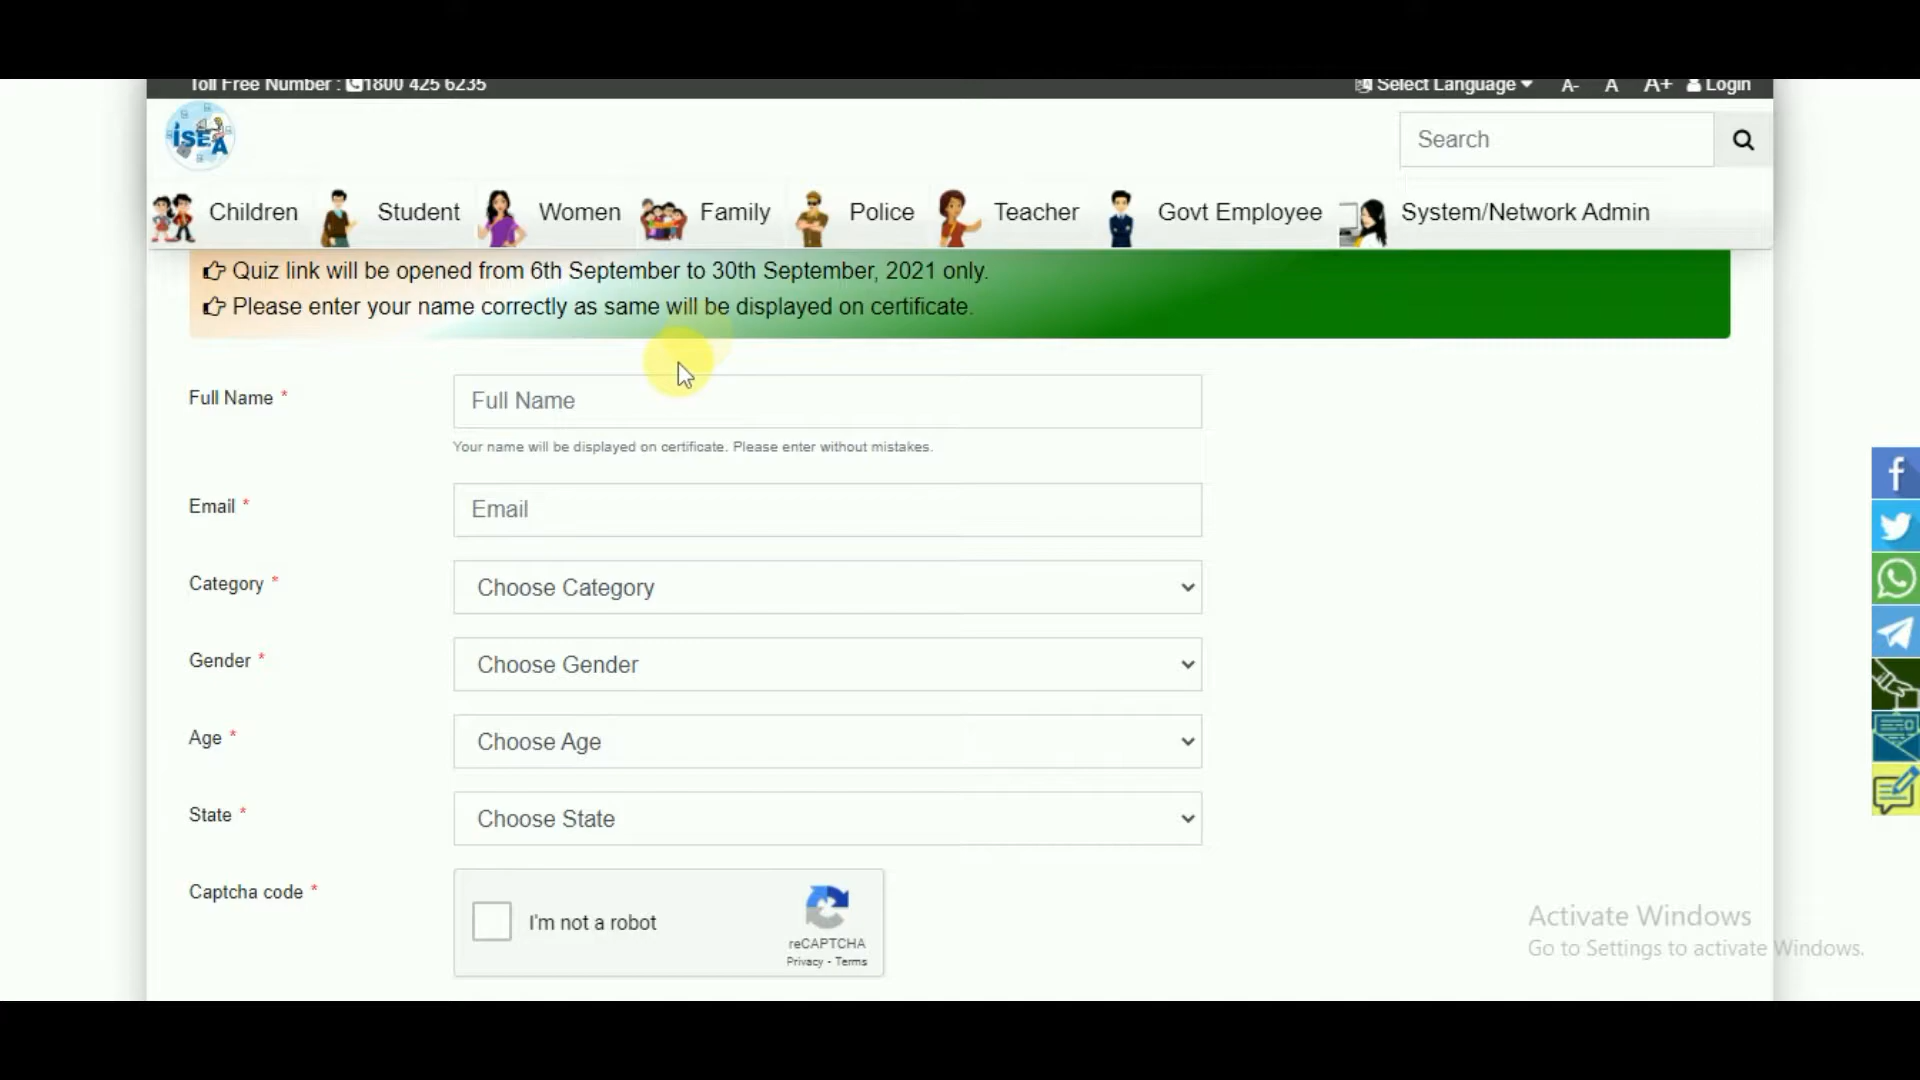 Toll Free Number : 1800 425 6235
Select Language A- A A+ Login
ISEA
Search
Children Student Women Family Police Teacher Govt Employee System/Network Admin
Quiz link will be opened from 6th September to 30th September, 2021 only.
Please enter your name correctly as same will be displayed on certificate.
Full Name *
Full Name
Your name will be displayed on certificate. Please enter without mistakes.
Email *
Email
Category *
Choose Category
Gender *
Choose Gender
Age *
Choose Age
State *
Choose State
Captcha code *
I'm not a robot
reCAPTCHA
Privacy - Terms
Activate Windows
Go to Settings to activate Windows.